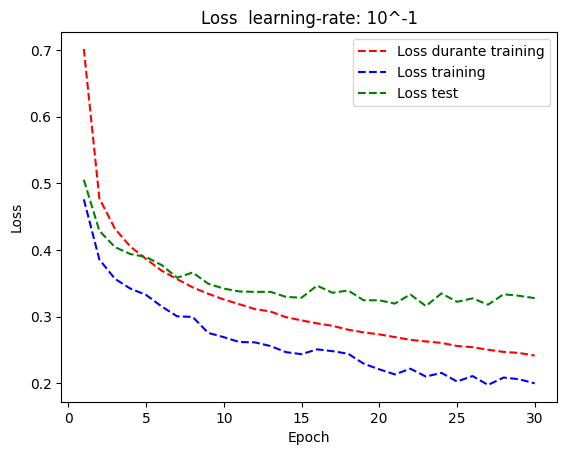 Loss  learning-rate: 10^-1
Loss durante training
Loss training
Loss test
Loss
0.7
0.6
0.5
0.4
0.3
0.2
0
5
10
15
20
25
30
Epoch